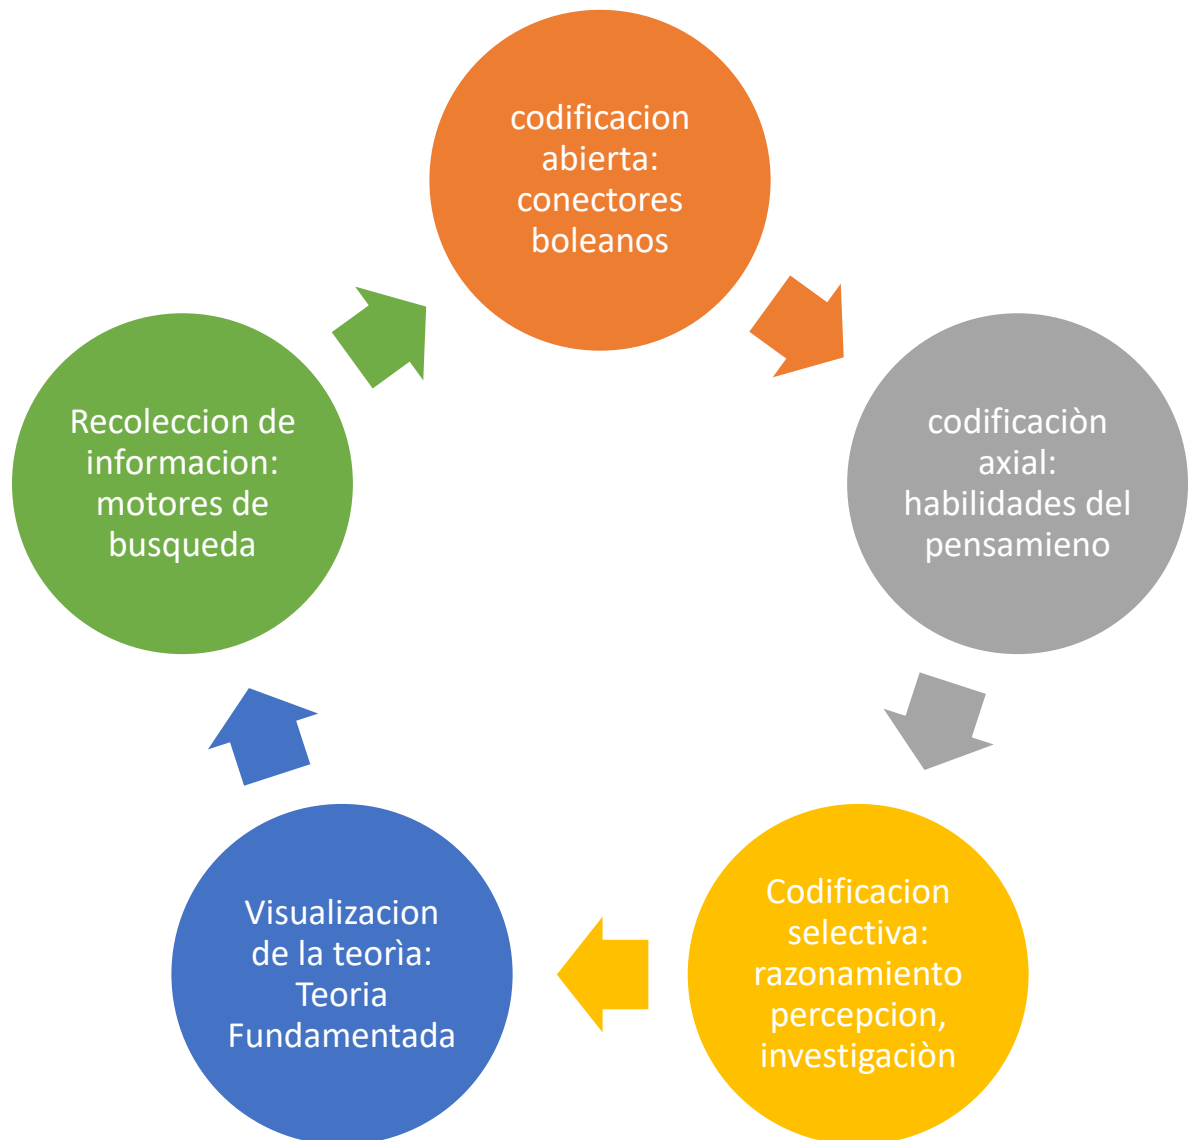 codificacion
abierta:
conectores
boleanos
codificaciòn
axial:
habilidades del
pensamieno
Codificacion
selectiva:
razonamiento
percepcion,
investigaciòn
Visualizacion
de la teorìa:
Teoria
Fundamentada
Recoleccion de
informacion:
motores de
busqueda